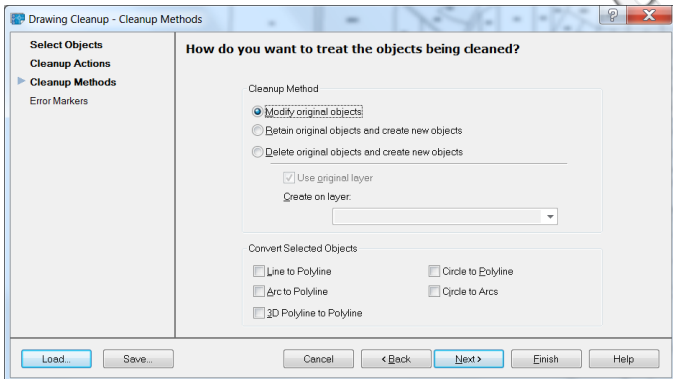 Drawing Cleanup - Cleanup Methods
Select Objects
Cleanup Actions
Cleanup Methods
Error Markers
How do you want to treat the objects being cleaned?
Cleanup Method
Modify original objects
Retain original objects and create new objects
Delete original objects and create new objects
Use original layer
Create on layer:
Convert Selected Objects
Line to Polyline
Circle to Polyline
Arc to Polyline
Circle to Arcs
3D Polyline to Polyline
Load...
Save...
Cancel
< Back
Next >
Finish
Help